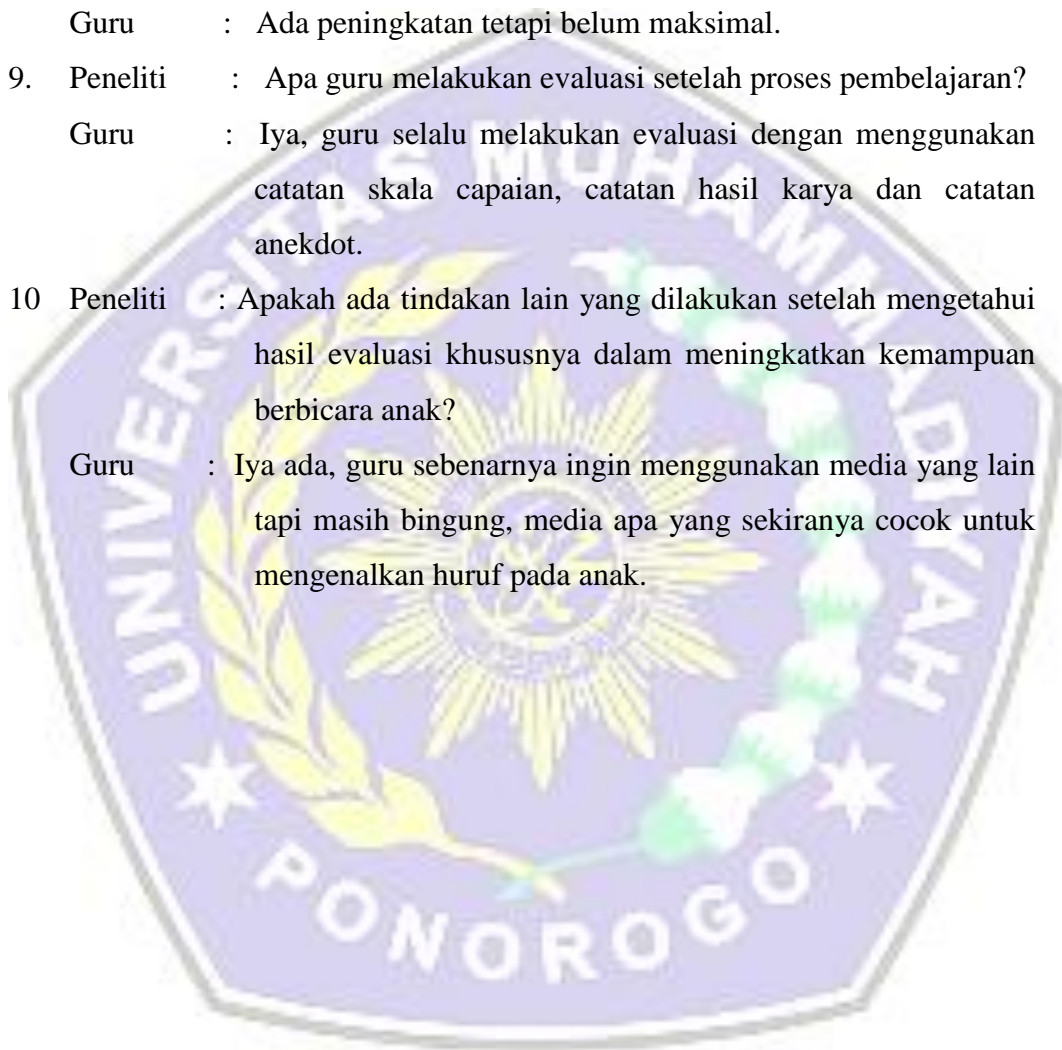 Guru : Ada peningkatan tetapi belum maksimal.
9. Peneliti : Apa guru melakukan evaluasi setelah proses pembelajaran?
Guru : Iya, guru selalu melakukan evaluasi dengan menggunakan
catatan skala capaian, catatan hasil karya dan catatan
anekdot.
10 Peneliti : Apakah ada tindakan lain yang dilakukan setelah mengetahui
hasil evaluasi khususnya dalam meningkatkan kemampuan
berbicara anak?
Guru : Iya ada, guru sebenarnya ingin menggunakan media yang lain
tapi masih bingung, media apa yang sekiranya cocok untuk
mengenalkan huruf pada anak.
UNIVERSITAS MUHAMMADIYAH
PONOROGO